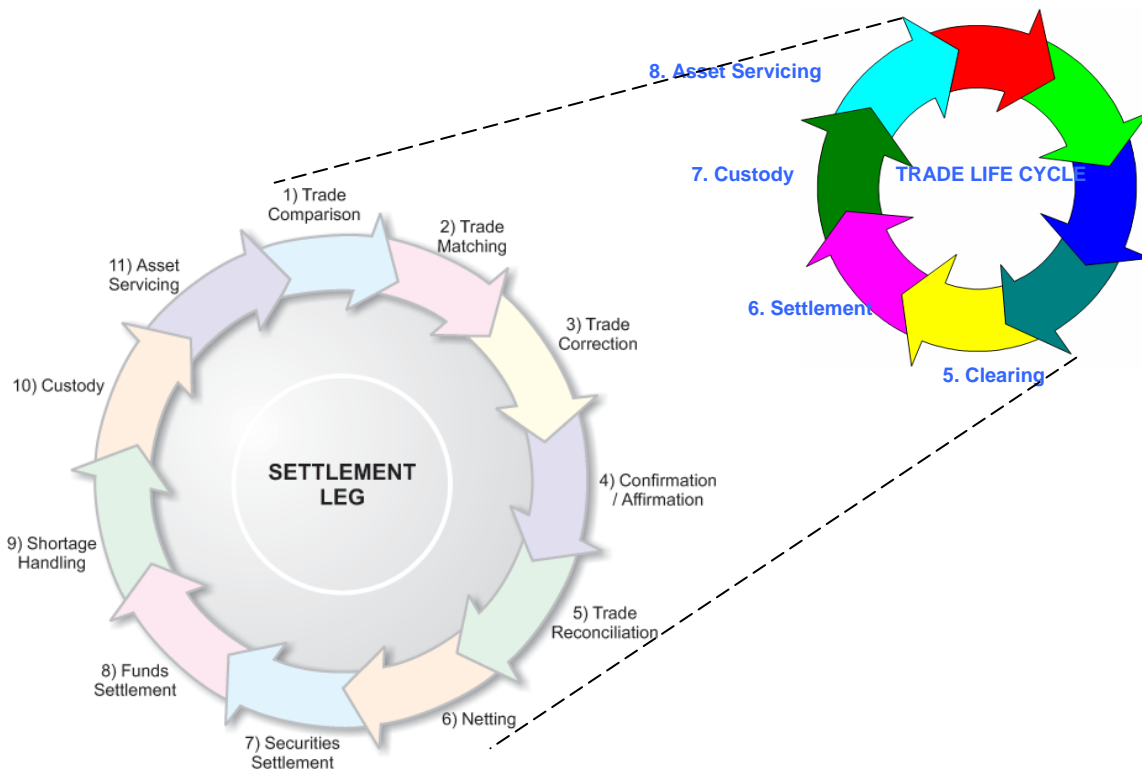 8. Asset Servicing
7. Custody
TRADE LIFE CYCLE
6. Settlement
5. Clearing
1) Trade
Comparison
2) Trade
Matching
3) Trade
Correction
4) Confirmation
/ Affirmation
5) Trade
Reconciliation
6) Netting
7) Securities
Settlement
8) Funds
Settlement
9) Shortage
Handling
10) Custody
11) Asset
Servicing
SETTLEMENT
LEG